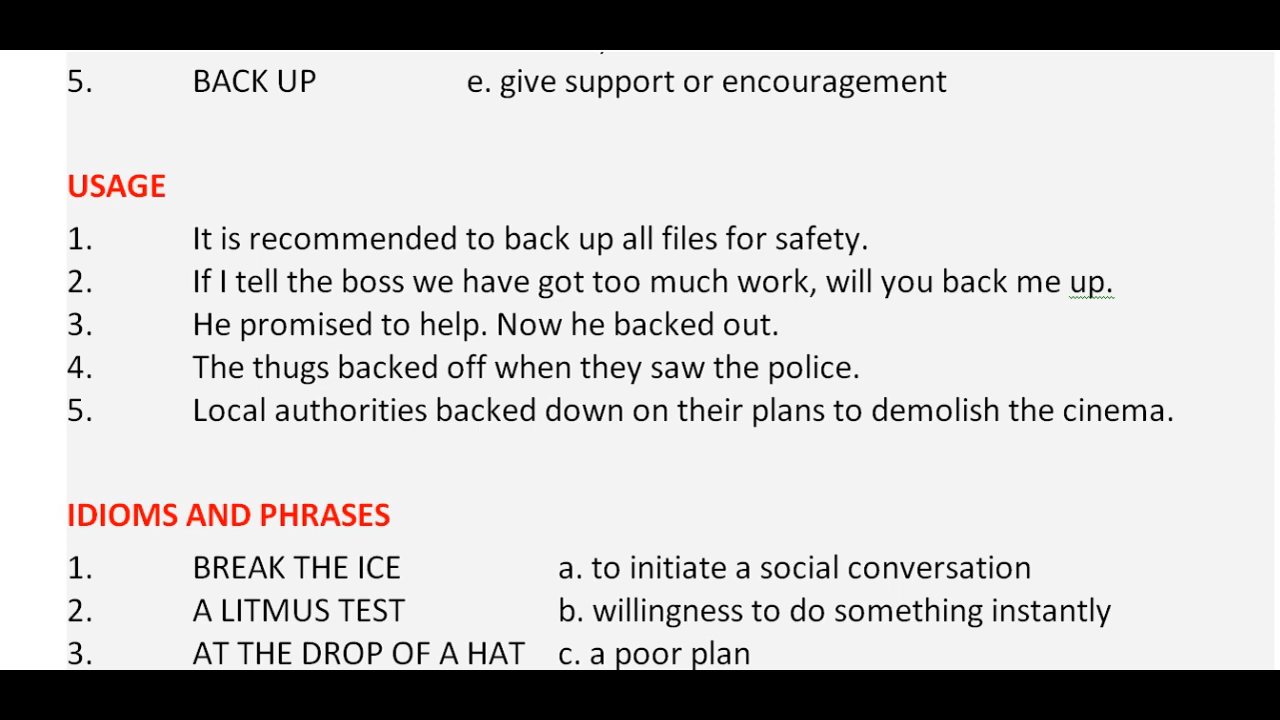 5. BACK UP e. give support or encouragement
USAGE
1. It is recommended to back up all files for safety.
2. If I tell the boss we have got too much work, will you back me up.
3. He promised to help. Now he backed out.
4. The thugs backed off when they saw the police.
5. Local authorities backed down on their plans to demolish the cinema.
IDIOMS AND PHRASES
1. BREAK THE ICE a. to initiate a social conversation
2. A LITMUS TEST b. willingness to do something instantly
3. AT THE DROP OF A HAT c. a poor plan